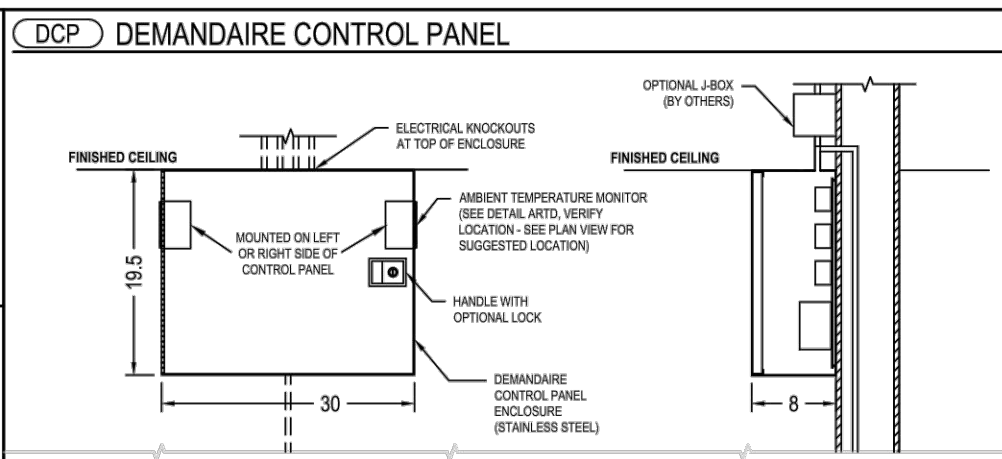 DCP DEMANDAIRE CONTROL PANEL
OPTIONAL J-BOX
(BY OTHERS)
ELECTRICAL KNOCKOUTS
AT TOP OF ENCLOSURE
FINISHED CEILING
FINISHED CEILING
AMBIENT TEMPERATURE MONITOR
(SEE DETAIL ARTD, VERIFY
LOCATION - SEE PLAN VIEW FOR
SUGGESTED LOCATION)
MOUNTED ON LEFT
OR RIGHT SIDE OF
CONTROL PANEL
19.5
HANDLE WITH
OPTIONAL LOCK
DEMANDAIRE
CONTROL PANEL
ENCLOSURE
(STAINLESS STEEL)
30
8